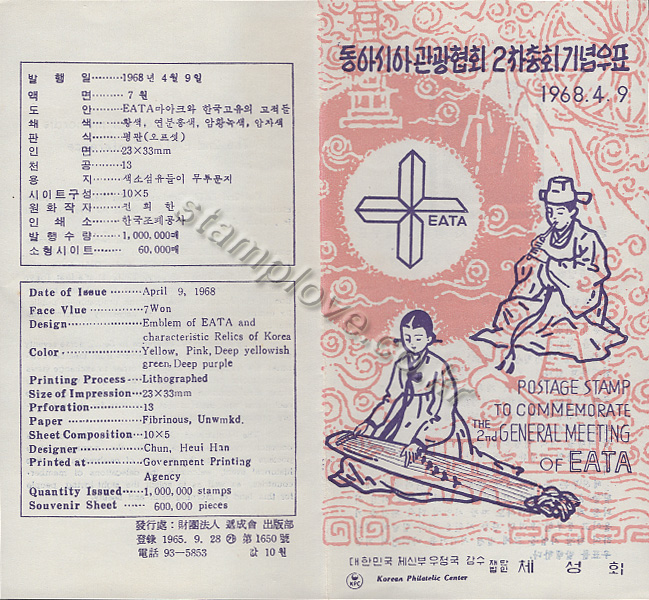 발행일······1968년 4월 9일
액면······7원
도안······EATA마아크와 한국고유의 고적들
쇄색······황색, 연분홍색, 암황녹색, 암자색
판식······평판(오프셋)
인면······23×33mm
천공······13
용지······색소섬유들이 무투문지
시이트구성······10×5
원화작자······전희한
인쇄소······한국조폐공사
발행수량······1,000,000매
소형시이트······60,000매
Date of Issue ······ April 9, 1968
Face Vlue ······ 7Won
Design ······ Emblem of EATA and
characteristic Relics of Korea
Color ······ Yellow, Pink, Deep yellowish
green, Deep purple
Printing Process ··· Lithographed
Size of Impression ··· 23×33mm
Prforation ······ 13
Paper ······ Fibrinous, Unwmkd.
Sheet Composition ··· 10×5
Designer ······ Chun, Heui Han
Printed at ······ Government Printing
Agency
Quantity Issued ······ 1,000,000 stamps
Souvenir Sheet ······ 600,000 pieces
發行處：財團法人 遞成會 出版部
登錄 1965. 9. 28 ㉮ 第 1650號
電話 93-5853 값 10원
동아시아 관광협회 2차총회 기념우표
1968. 4. 9
EATA
POSTAGE STAMP
TO COMMEMORATE
THE 2nd GENERAL MEETING
OF EATA
대한민국 체신부 우정국 감수 재단법인 체성회
KPC Korean Philatelic Center
stamplove.co.kr